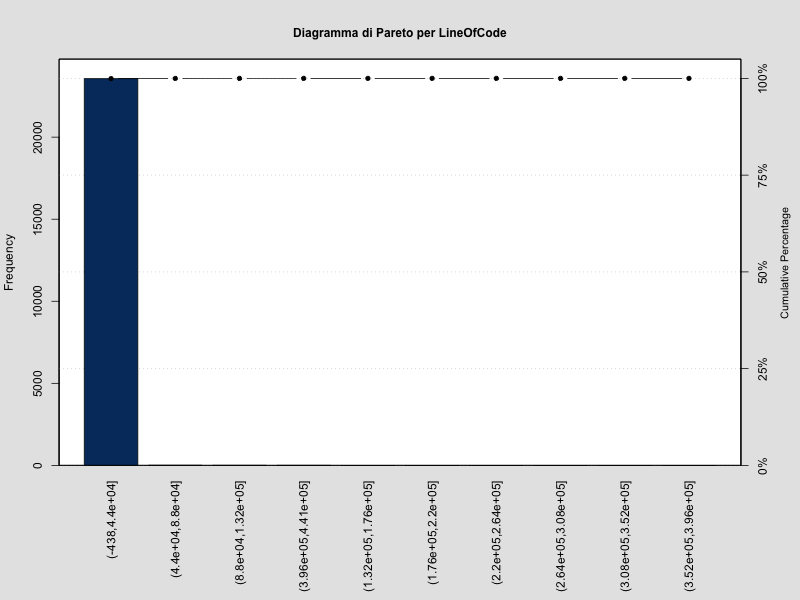 Diagramma di Pareto per LineOfCode
Frequency
20000
15000
10000
5000
0
100%
75%
50%
25%
0%
Cumulative Percentage
(-438,4.4e+04]
(4.4e+04,8.8e+04]
(8.8e+04,1.32e+05]
(3.96e+05,4.41e+05]
(1.32e+05,1.76e+05]
(1.76e+05,2.2e+05]
(2.2e+05,2.64e+05]
(2.64e+05,3.08e+05]
(3.08e+05,3.52e+05]
(3.52e+05,3.96e+05]